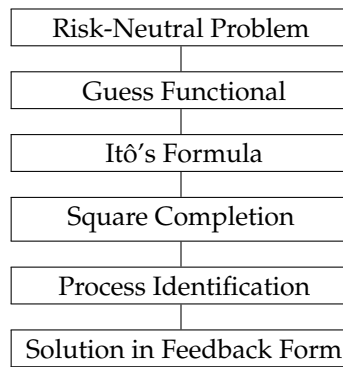 Risk-Neutral Problem
Guess Functional
Itô's Formula
Square Completion
Process Identification
Solution in Feedback Form